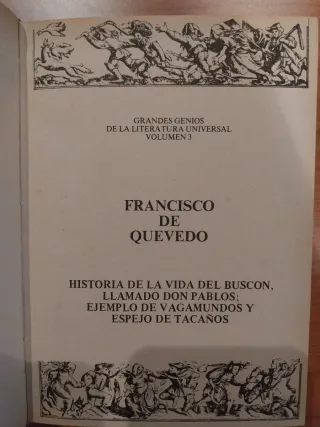 GRANDES GENIOS
DE LA LITERATURA UNIVERSAL
VOLUMEN 3
FRANCISCO
DE
QUEVEDO
HISTORIA DE LA VIDA DEL BUSCON,
LLAMADO DON PABLOS;
EJEMPLO DE VAGAMUNDOS Y
ESPEJO DE TACAÑOS